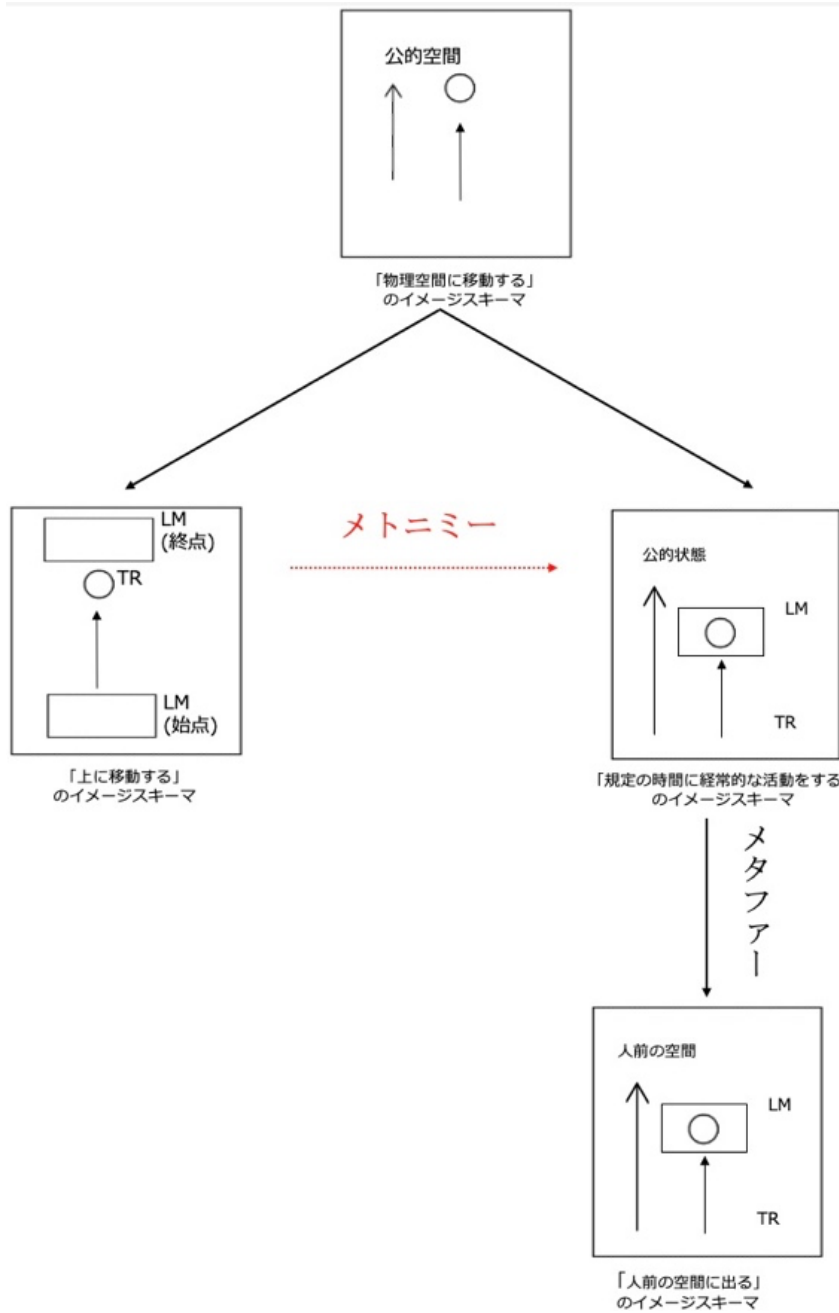 公的空間
「物理空間に移動する」
のイメージスキーマ
LM
(終点)
TR
LM
(始点)
「上に移動する」
のイメージスキーマ
メトニミー
公的状態
LM
TR
「規定の時間に経常的な活動をする
のイメージスキーマ
メタファー
人前の空間
LM
TR
「人前の空間に出る」
のイメージスキーマ